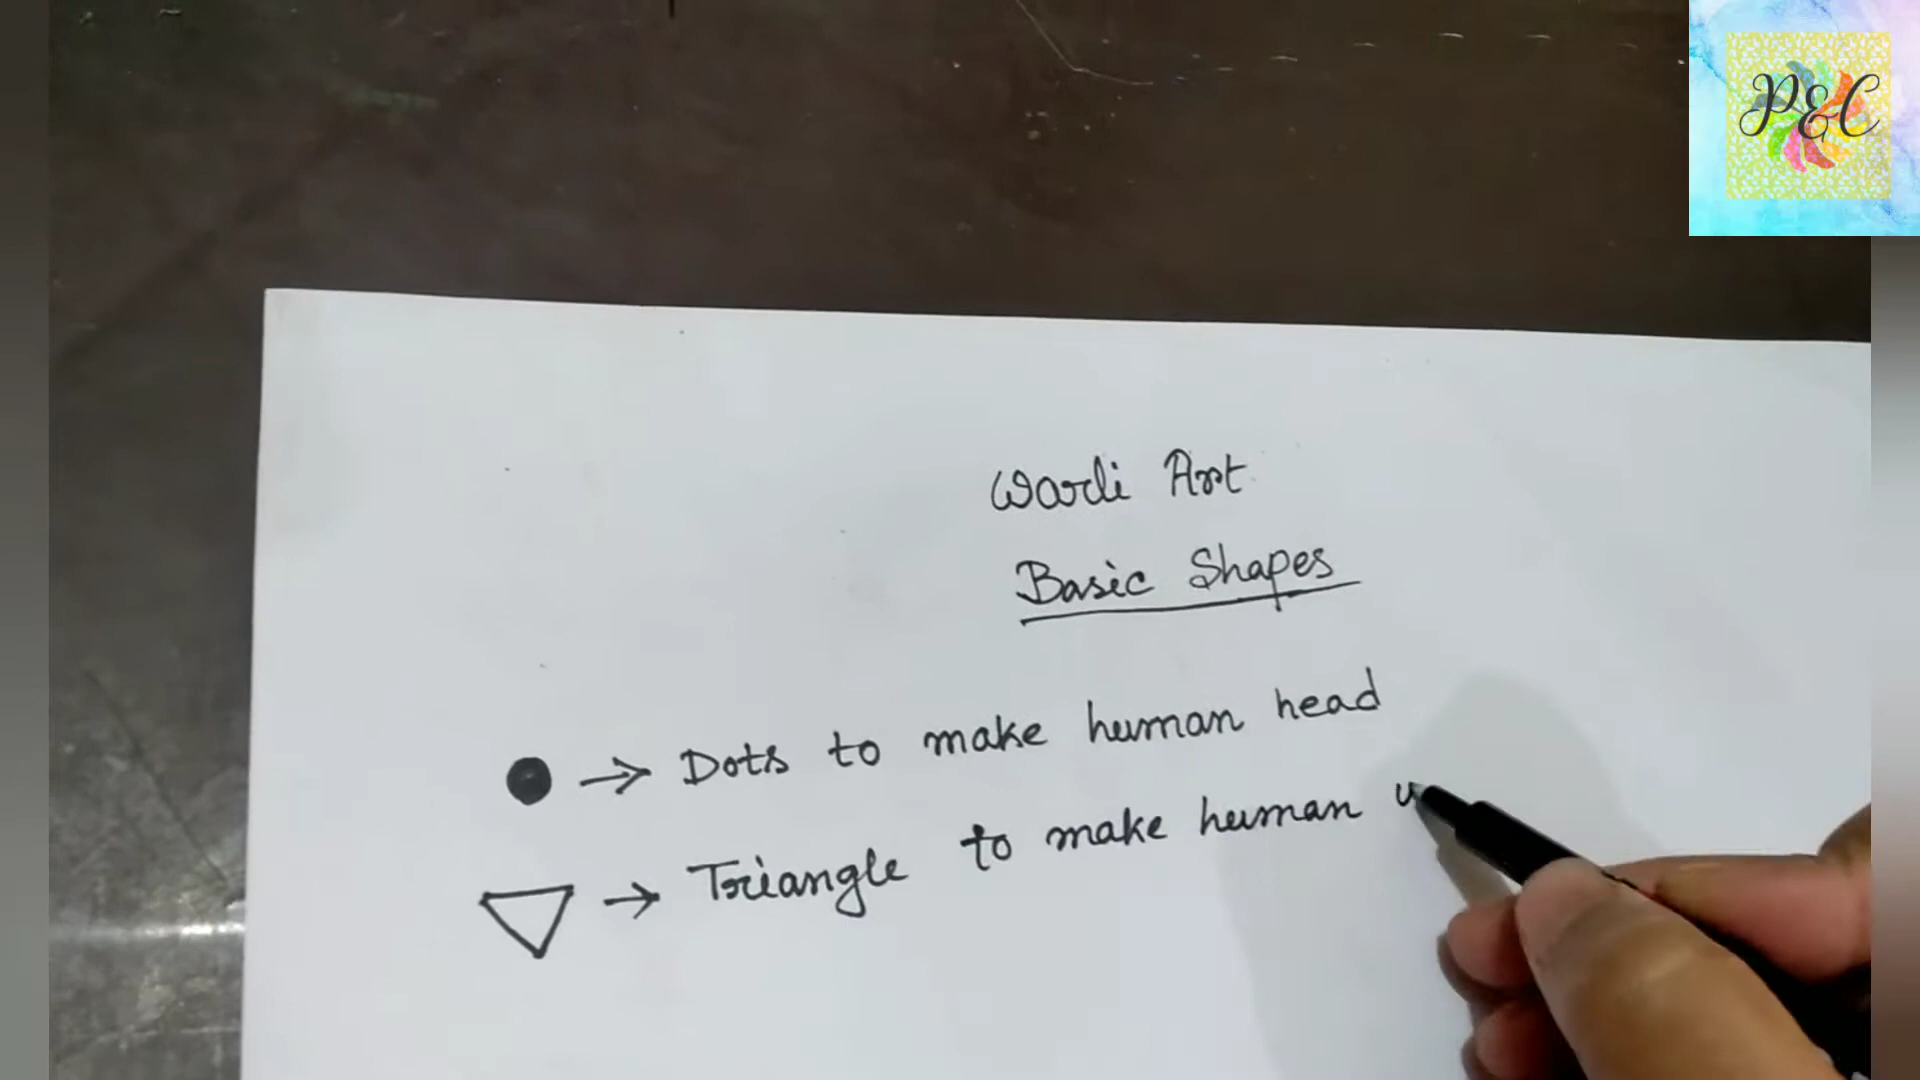 P&C
Warli Art
Basic Shapes
→ Dots to make human head
→ Triangle to make human u